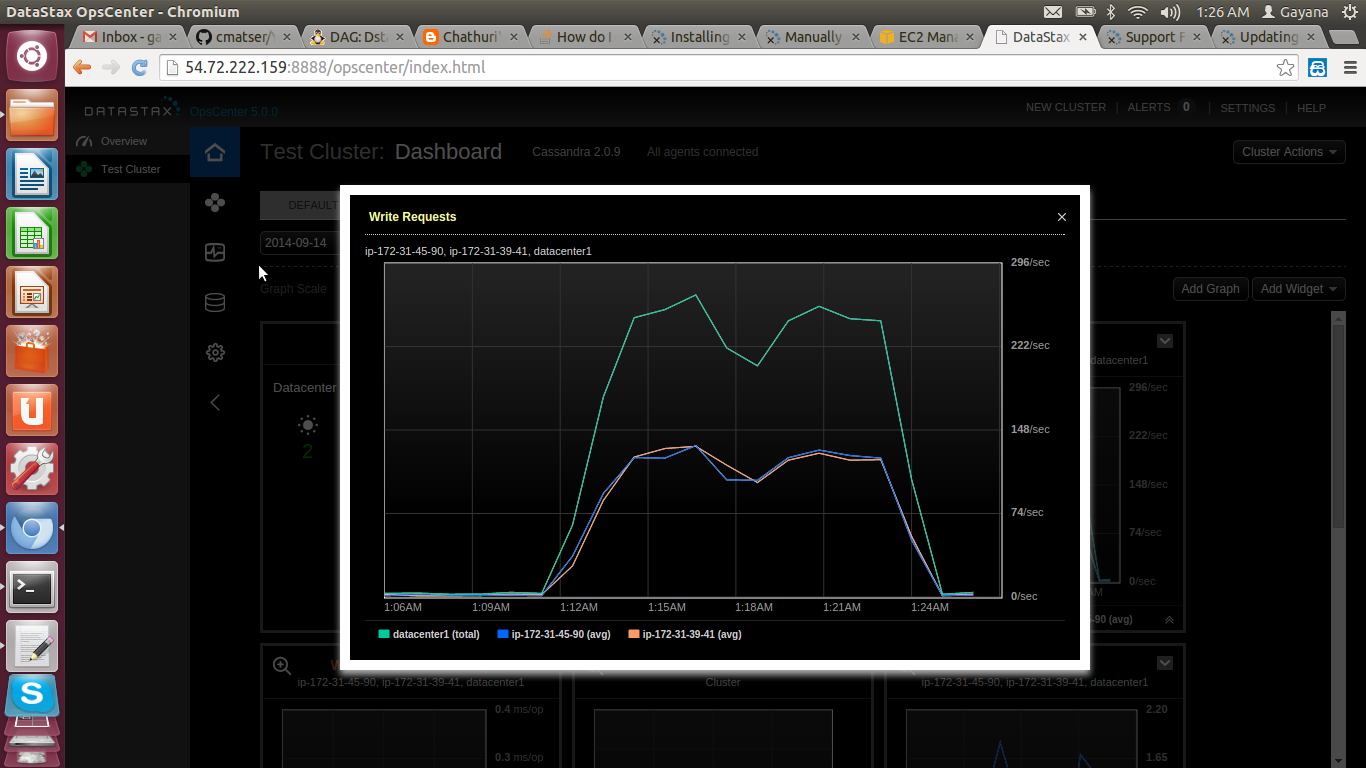 DataStax OpsCenter - Chromium
1:26 AM Gayana
Inbox - ga
cmatser/
DAG: Dsta
Chathuri'
How do I
Installing
Manually
EC2 Mana
DataStax
Support F
Updating
54.72.222.159:8888/opscenter/index.html
DATASTAX OpsCenter 5.0.0
NEW CLUSTER | ALERTS 0 | SETTINGS | HELP
Overview
Test Cluster
Test Cluster: Dashboard Cassandra 2.0.9 All agents connected
Cluster Actions
DEFAULT
2014-09-14
Graph Scale
Add Graph
Add Widget
Datacenter
2
Write Requests
ip-172-31-45-90, ip-172-31-39-41, datacenter1
296/sec
222/sec
148/sec
74/sec
0/sec
1:06AM 1:09AM 1:12AM 1:15AM 1:18AM 1:21AM 1:24AM
datacenter1 (total) ip-172-31-45-90 (avg) ip-172-31-39-41 (avg)
datacenter1
296/sec
222/sec
148/sec
74/sec
0/sec
AM
-90 (avg)
W
ip-172-31-45-90, ip-172-31-39-41, datacenter1
0.4 ms/op
0.3 ms/op
Cluster
ip-172-31-45-90, ip-172-31-39-41, datacenter1
2.20
1.65